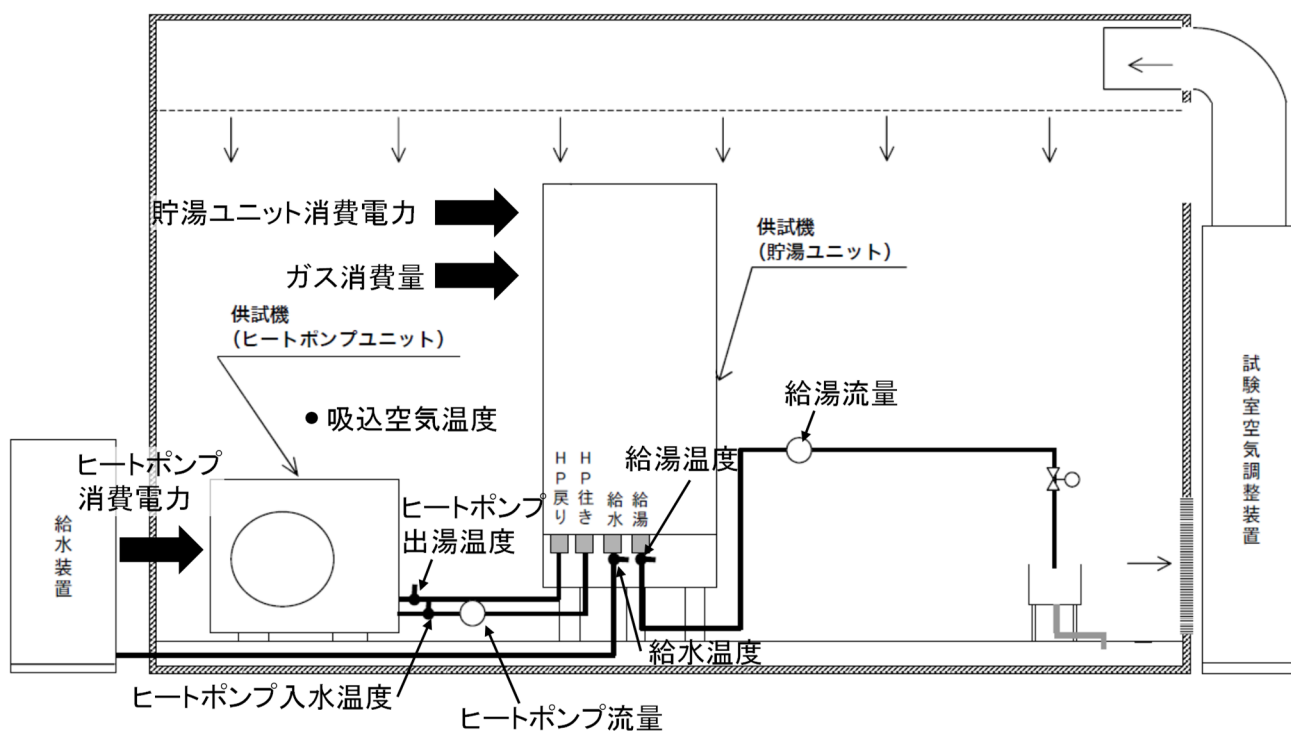 貯湯ユニット消費電力
ガス消費量
供試機
（貯湯ユニット）
供試機
（ヒートポンプユニット）
吸込空気温度
給湯流量
給湯温度
ヒートポンプ
消費電力
ヒートポンプ
出湯温度
HP戻り
HP往き
給水
給湯
給水装置
試験室空気調整装置
給水温度
ヒートポンプ入水温度
ヒートポンプ流量